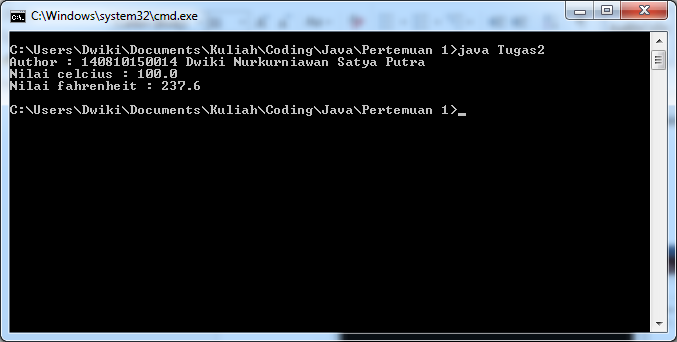 C:\Windows\system32\cmd.exe
C:\Users\Dwiki\Documents\Kuliah\Coding\Java\Pertemuan 1>java Tugas2
Author : 140810150014 Dwiki Nurkurniawan Satya Putra
Nilai celcius : 100.0
Nilai fahrenheit : 237.6
C:\Users\Dwiki\Documents\Kuliah\Coding\Java\Pertemuan 1>